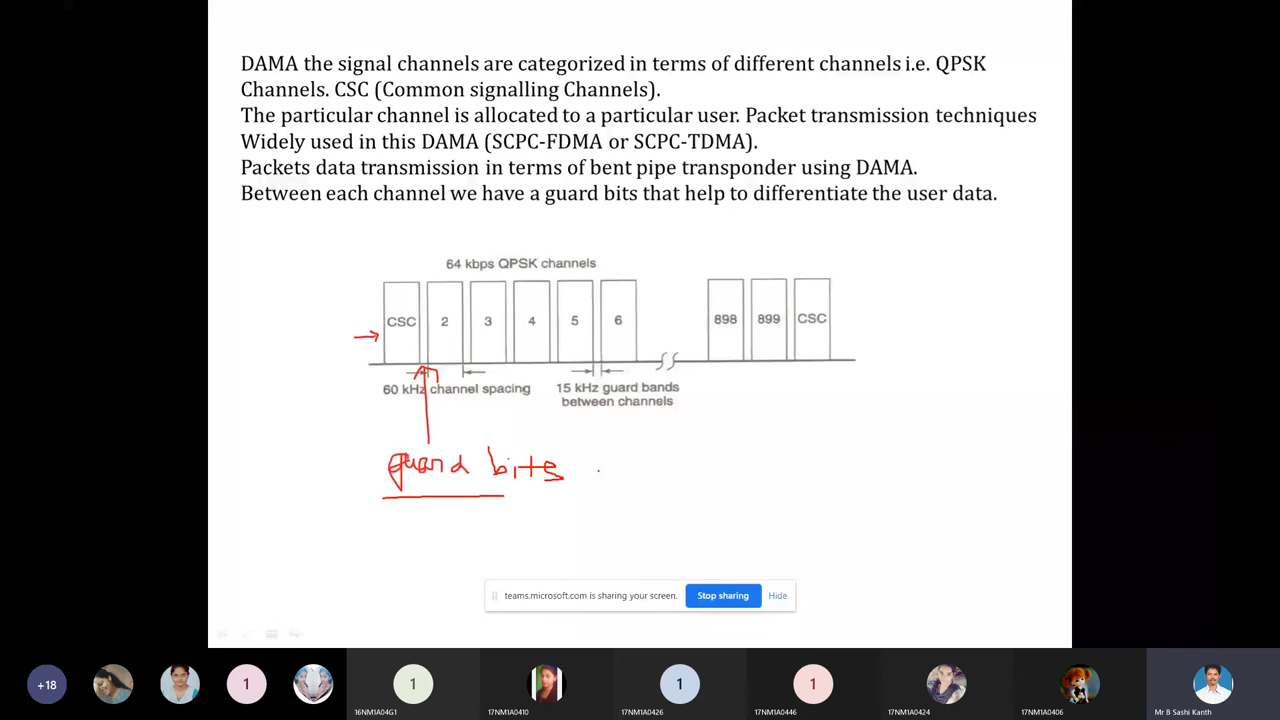 DAMA the signal channels are categorized in terms of different channels i.e. QPSK
Channels. CSC (Common signalling Channels).
The particular channel is allocated to a particular user. Packet transmission techniques
Widely used in this DAMA (SCPC-FDMA or SCPC-TDMA).
Packets data transmission in terms of bent pipe transponder using DAMA.
Between each channel we have a guard bits that help to differentiate the user data.
64 kbps QPSK channels
CSC 2 3 4 5 6 898 899 CSC
60 kHz channel spacing
15 kHz guard bands
between channels
guard bits
teams.microsoft.com is sharing your screen. Stop sharing Hide
+18 1 1 1 1
16NM1A04G1 17NM1A0410 17NM1A0426 17NM1A0446 17NM1A0424 17NM1A0406 Mr B Sashi Kanth